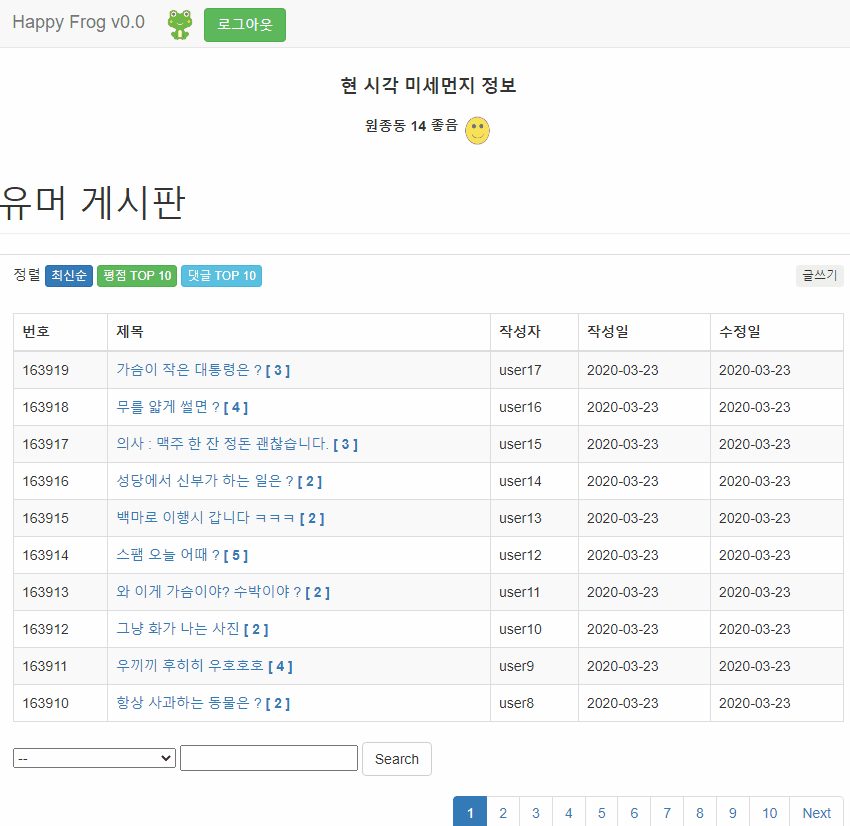 Happy Frog v0.0 로그아웃
현 시각 미세먼지 정보
원종동 14 좋음
유머 게시판
정렬 최신순 평점 TOP 10 댓글 TOP 10 글쓰기
번호 제목 작성자 작성일 수정일
163919 가슴이 작은 대통령은 ? [ 3 ] user17 2020-03-23 2020-03-23
163918 무를 얇게 썰면 ? [ 4 ] user16 2020-03-23 2020-03-23
163917 의사 : 맥주 한 잔 정돈 괜찮습니다. [ 3 ] user15 2020-03-23 2020-03-23
163916 성당에서 신부가 하는 일은 ? [ 2 ] user14 2020-03-23 2020-03-23
163915 백마로 이행시 갑니다 ㅋㅋㅋ [ 2 ] user13 2020-03-23 2020-03-23
163914 스팸 오늘 어때 ? [ 5 ] user12 2020-03-23 2020-03-23
163913 와 이게 가슴이야? 수박이야 ? [ 2 ] user11 2020-03-23 2020-03-23
163912 그냥 화가 나는 사진 [ 2 ] user10 2020-03-23 2020-03-23
163911 우끼끼 후히히 우호호호 [ 4 ] user9 2020-03-23 2020-03-23
163910 항상 사과하는 동물은 ? [ 2 ] user8 2020-03-23 2020-03-23
-- Search
1 2 3 4 5 6 7 8 9 10 Next